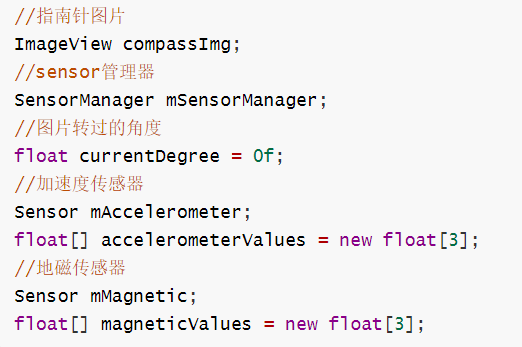 //指南针图片
ImageView compassImg;
//sensor管理器
SensorManager mSensorManager;
//图片转过的角度
float currentDegree = 0f;
//加速度传感器
Sensor mAccelerometer;
float[] accelerometerValues = new float[3];
//地磁传感器
Sensor mMagnetic;
float[] magneticValues = new float[3];